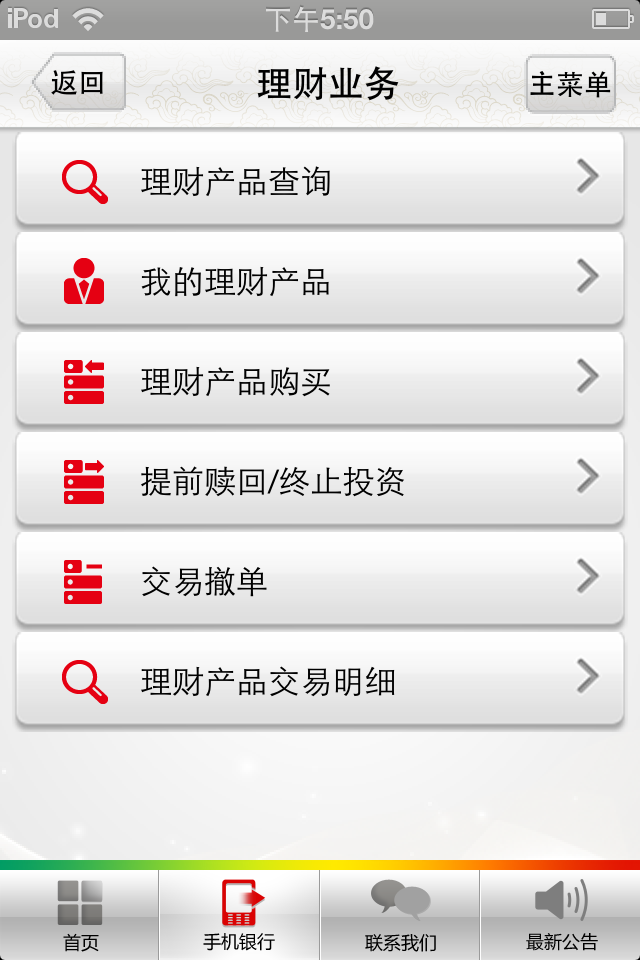 iPod 下午5:50
返回 理财业务 主菜单
理财产品查询
我的理财产品
理财产品购买
提前赎回/终止投资
交易撤单
理财产品交易明细
首页 手机银行 联系我们 最新公告